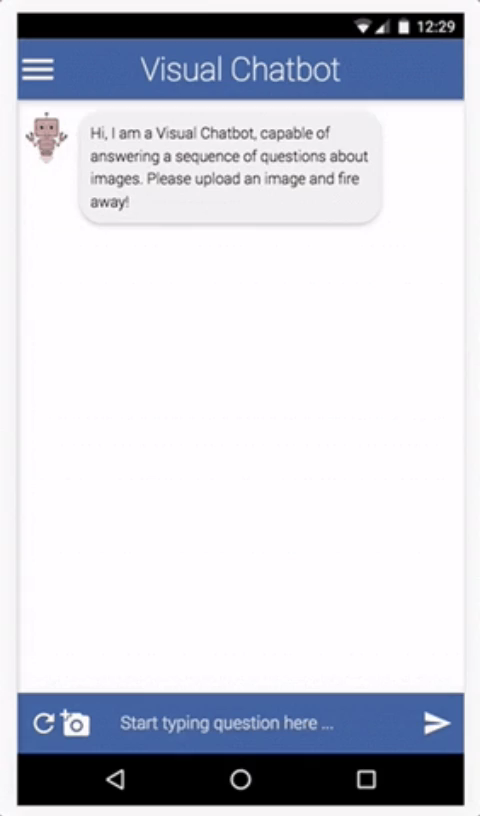 12:29
Visual Chatbot
Hi, I am a Visual Chatbot, capable of
answering a sequence of questions about
images. Please upload an image and fire
away!
Start typing question here ...